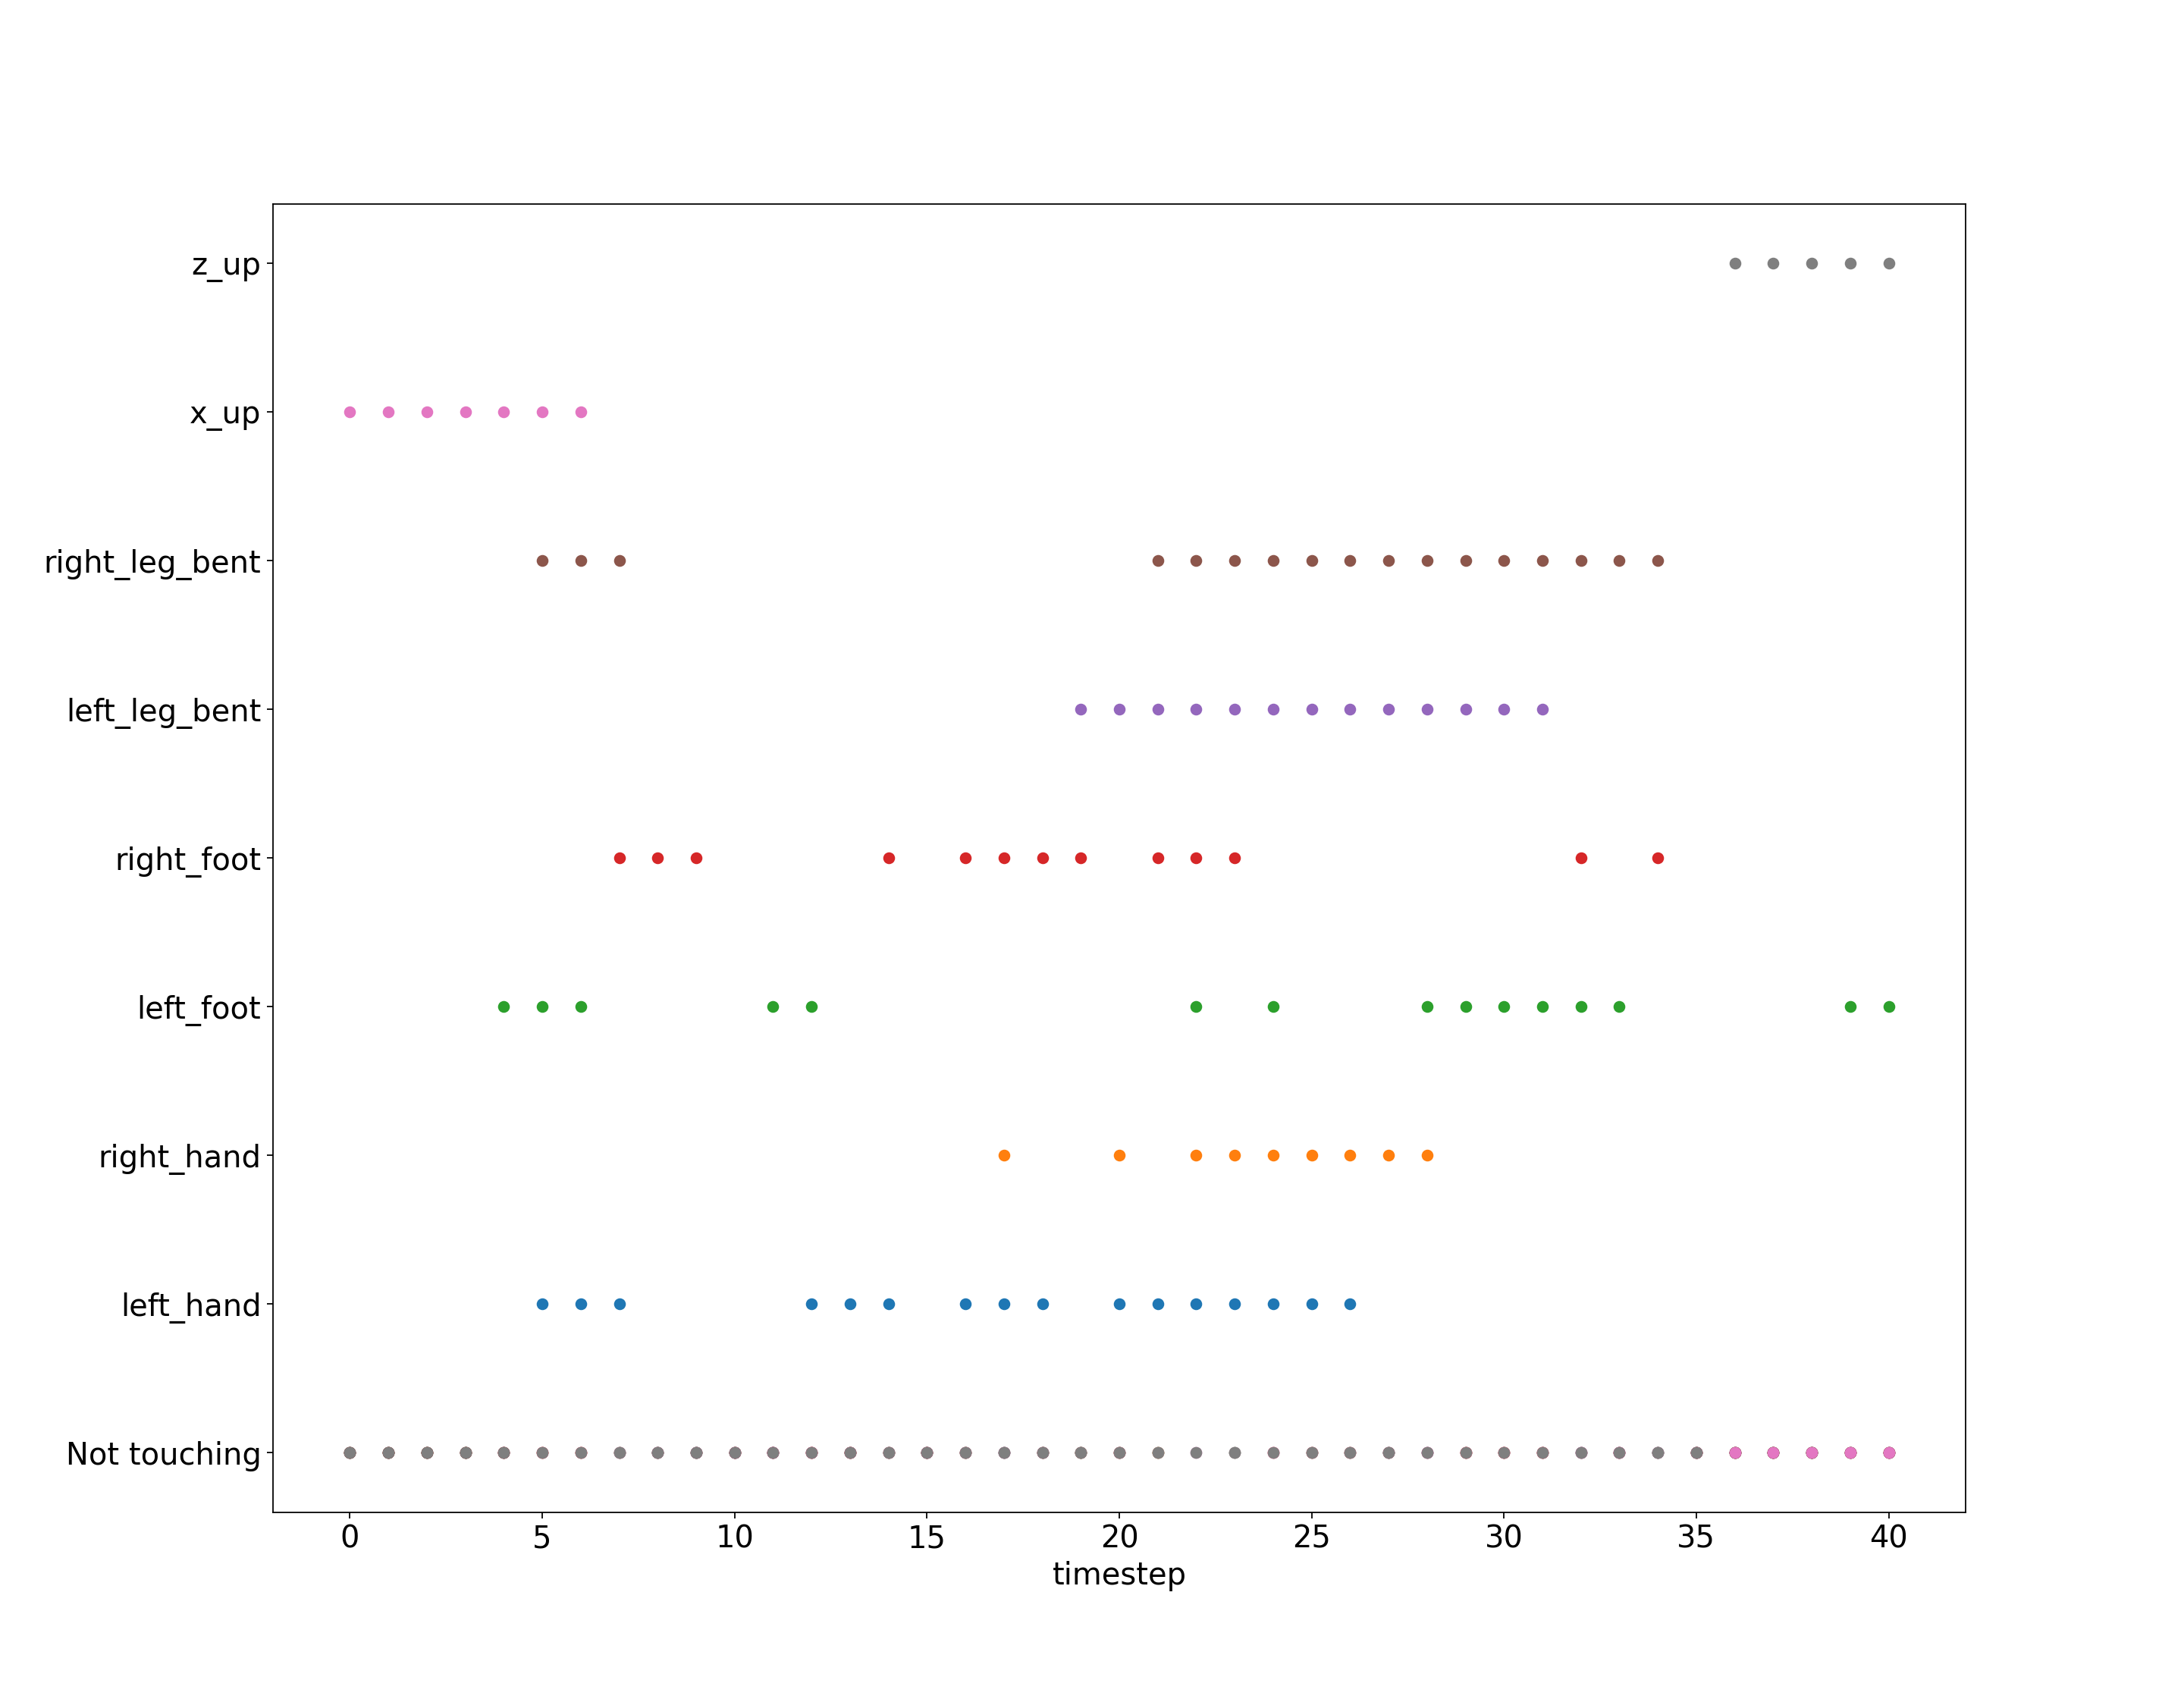 z_up
x_up
right_leg_bent
left_leg_bent
right_foot
left_foot
right_hand
left_hand
Not touching
0 5 10 15 20 25 30 35 40
timestep